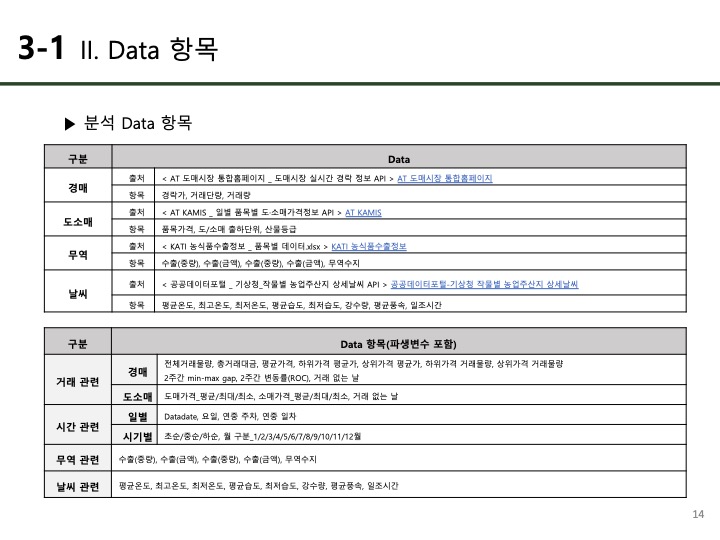 3-1 II. Data 항목
▶ 분석 Data 항목
구분 Data
경매 출처 < AT 도매시장 통합홈페이지 _ 도매시장 실시간 경락 정보 API > AT 도매시장 통합홈페이지
항목 경락가, 거래단량, 거래량
도소매 출처 < AT KAMIS _ 일별 품목별 도·소매가격정보 API > AT KAMIS
항목 품목가격, 도/소매 출하단위, 산물등급
무역 출처 < KATI 농식품수출정보 _ 품목별 데이터.xlsx > KATI 농식품수출정보
항목 수출(중량), 수출(금액), 수출(중량), 수출(금액), 무역수지
날씨 출처 < 공공데이터포털 _ 기상청_작물별 농업주산지 상세날씨 API > 공공데이터포털-기상청 작물별 농업주산지 상세날씨
항목 평균온도, 최고온도, 최저온도, 평균습도, 최저습도, 강수량, 평균풍속, 일조시간
구분 Data 항목(파생변수 포함)
거래 관련 경매 전체거래물량, 총거래대금, 평균가격, 하위가격 평균가, 상위가격 평균가, 하위가격 거래물량, 상위가격 거래물량
2주간 min-max gap, 2주간 변동률(ROC), 거래 없는 날
도소매 도매가격_평균/최대/최소, 소매가격_평균/최대/최소, 거래 없는 날
시간 관련 일별 Datadate, 요일, 연중 주차, 연중 일차
시기별 초순/중순/하순, 월 구분_1/2/3/4/5/6/7/8/9/10/11/12월
무역 관련 수출(중량), 수출(금액), 수출(중량), 수출(금액), 무역수지
날씨 관련 평균온도, 최고온도, 최저온도, 평균습도, 최저습도, 강수량, 평균풍속, 일조시간
14